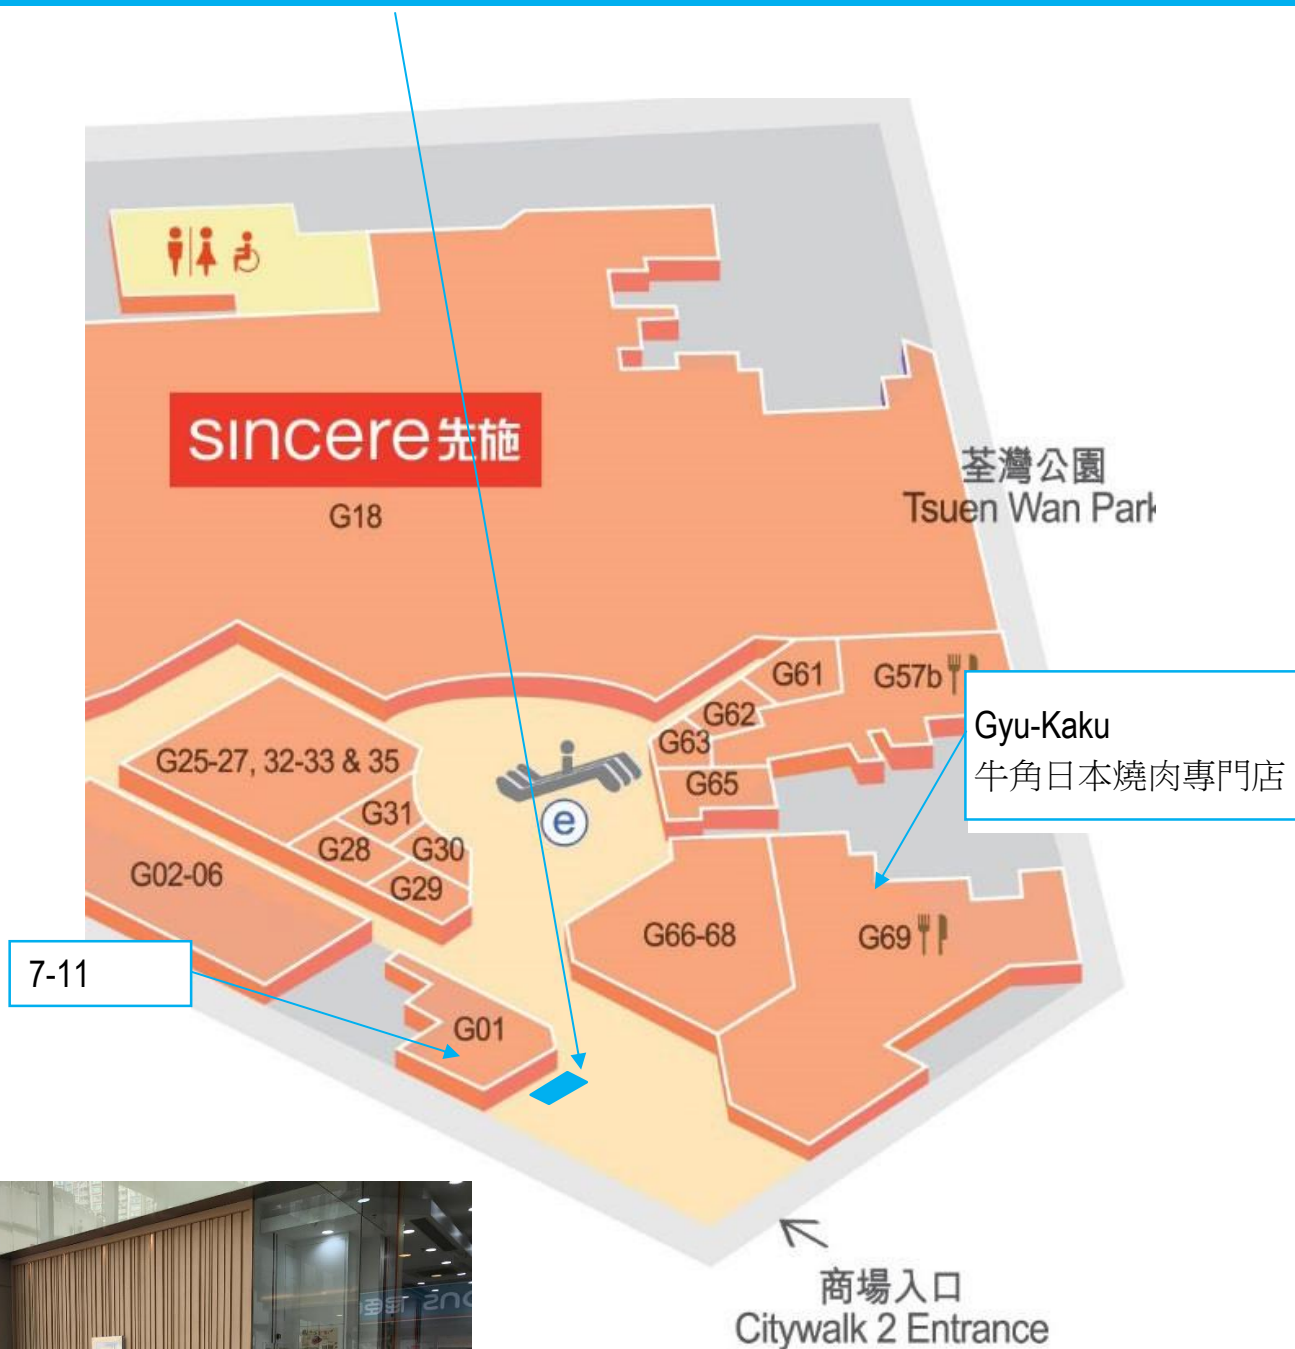 sincere先施
G18
荃灣公園
Tsuen Wan Park
G61
G57b
G62
G63
G65
Gyu-Kaku
牛角日本燒肉專門店
G25-27, 32-33 & 35
G31
G28
G30
G29
e
G02-06
G66-68
G69
7-11
G01
商場入口
Citywalk 2 Entrance